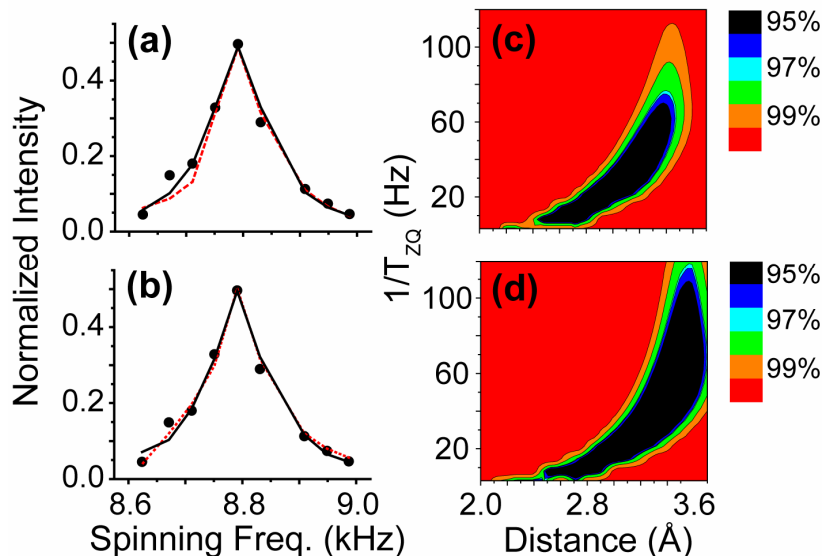 (a)
0.4
0.2
0.0
(b)
0.4
0.2
0.0
8.6 8.8 9.0
Spinning Freq. (kHz)
Normalized Intensity
(c)
100
60
20
(d)
100
60
20
2.0 2.8 3.6
Distance (Å)
1/T_ZQ (Hz)
95%
97%
99%
95%
97%
99%